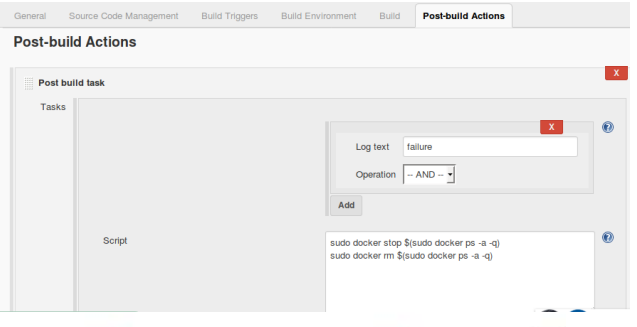 General Source Code Management Build Triggers Build Environment Build Post-build Actions
Post-build Actions
X
Post build task
Tasks
X
?
Log text failure
Operation -- AND --
Add
Script
?
sudo docker stop $(sudo docker ps -a -q)
sudo docker rm $(sudo docker ps -a -q)